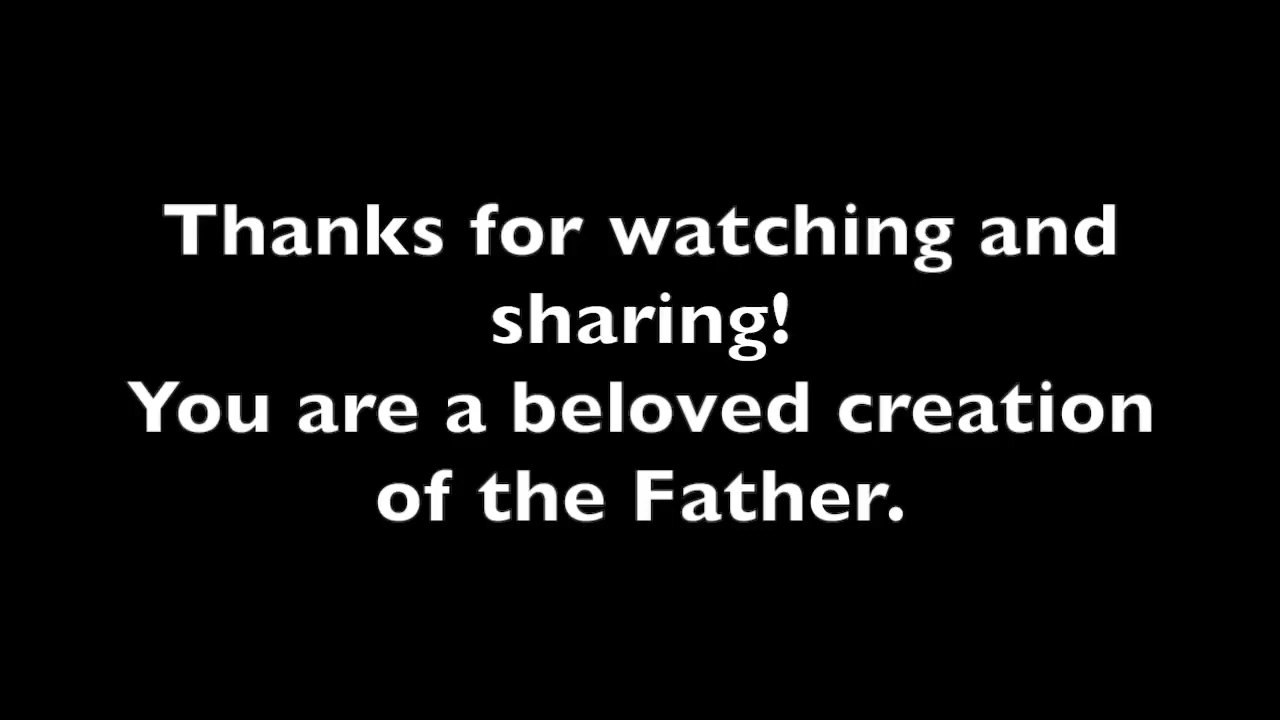 Thanks for watching and
sharing!
You are a beloved creation
of the Father.